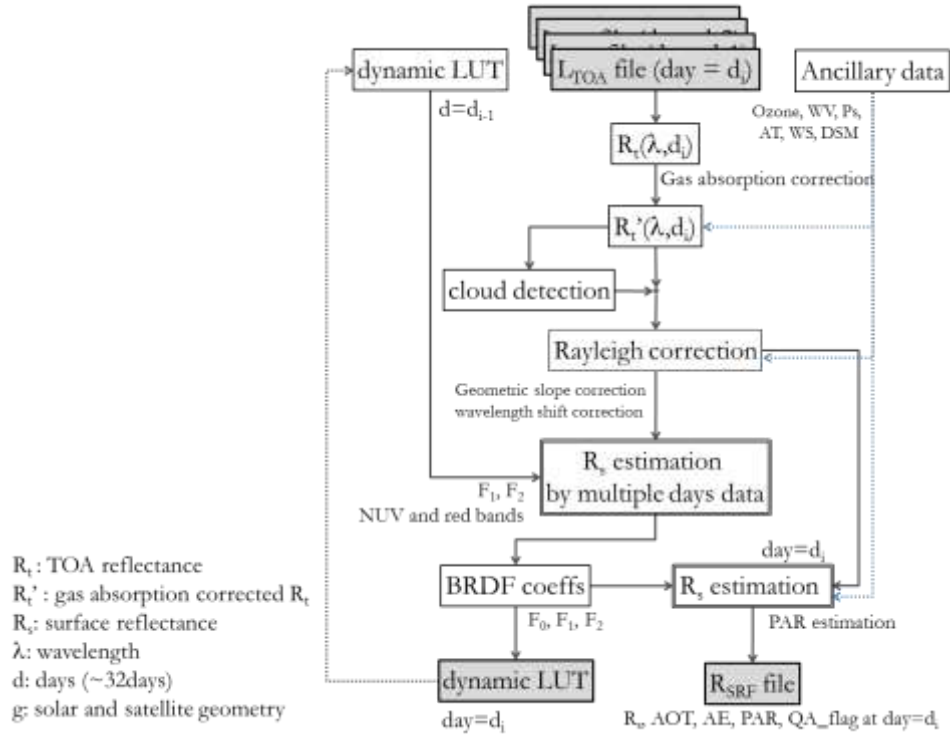 dynamic LUT
L_TOA file (day = d_i)
Ancillary data
d=d_{i-1}
Ozone, WV, Ps,
AT, WS, DSM
R_t(λ,d_i)
Gas absorption correction
R_t'(λ,d_i)
cloud detection
Rayleigh correction
Geometric slope correction
wavelength shift correction
R_s estimation
by multiple days data
F_1, F_2
NUV and red bands
day=d_i
BRDF coeffs
R_s estimation
F_0, F_1, F_2
PAR estimation
dynamic LUT
R_SRF file
day=d_i
R_s, AOT, AE, PAR, QA_flag at day=d_i
R_t : TOA reflectance
R_t' : gas absorption corrected R_t
R_s: surface reflectance
λ: wavelength
d: days (~32days)
g: solar and satellite geometry